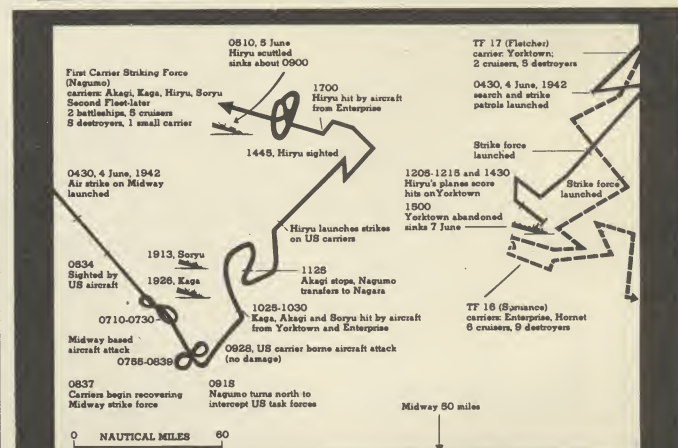 0510, 5 June
Hiryu scuttled
sinks about 0900
First Carrier Striking Force
(Nagumo)
carriers: Akagi, Kaga, Hiryu, Soryu
Second Fleet-later
2 battleships, 5 cruisers
8 destroyers, 1 small carrier
1700
Hiryu hit by aircraft
from Enterprise
1445, Hiryu sighted
TF 17 (Fletcher)
carrier: Yorktown;
2 cruisers, 5 destroyers
0430, 4 June, 1942
search and strike
patrols launched
Strike force
launched
Strike force
launched
1205-1215 and 1430
Hiryu's planes score
hits on Yorktown
1500
Yorktown abandoned
sinks 7 June
0430, 4 June, 1942
Air strike on Midway
launched
Hiryu launches strikes
on US carriers
0834
Sighted by
US aircraft
1913, Soryu
1926, Kaga
1126
Akagi stops, Nagumo
transfers to Nagara
TF 16 (Spruance)
carriers: Enterprise, Hornet
6 cruisers, 9 destroyers
0710-0730
1025-1030
Kaga, Akagi and Soryu hit by aircraft
from Yorktown and Enterprise
Midway based
aircraft attack
0755-0839
0928, US carrier borne aircraft attack
(no damage)
0837
Carriers begin recovering
Midway strike force
0918
Nagumo turns north to
intercept US task forces
Midway 50 miles
0 NAUTICAL MILES 60